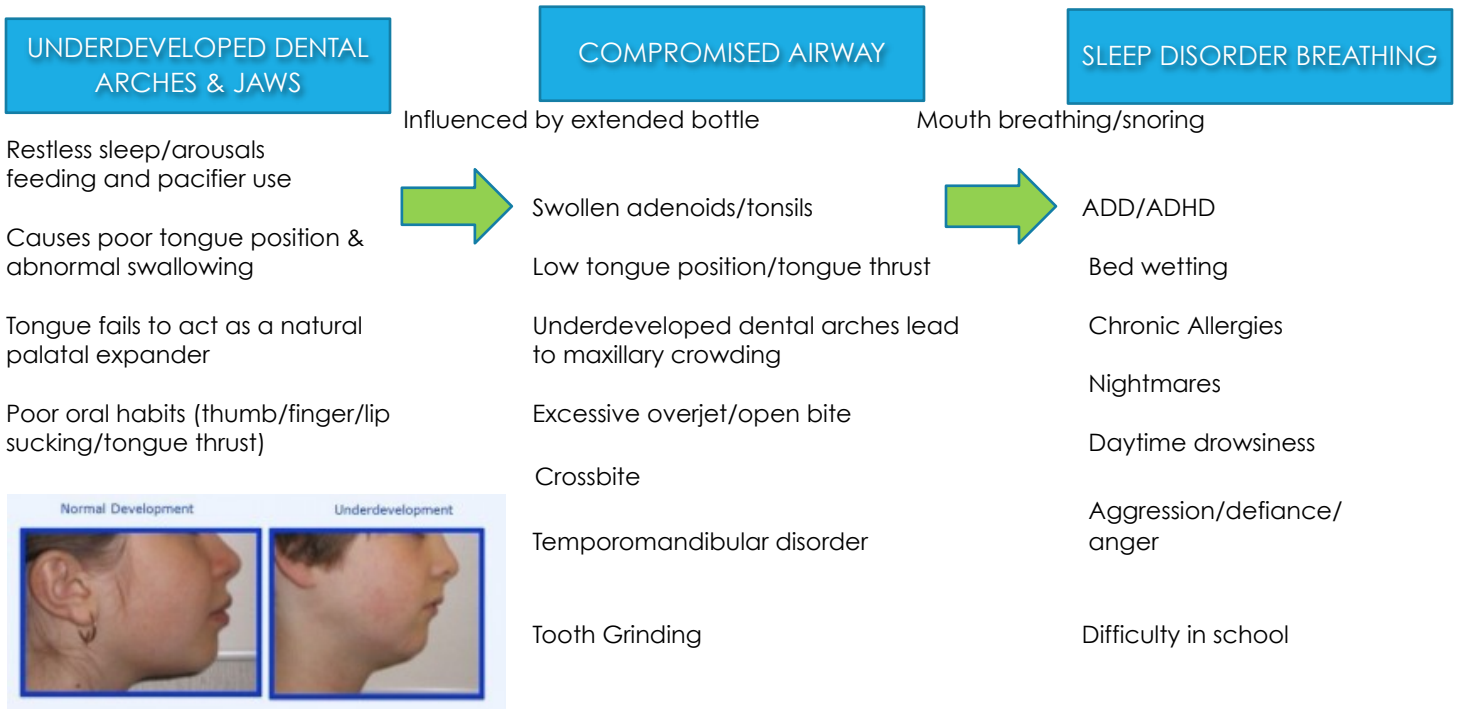 UNDERDEVELOPED DENTAL
ARCHES & JAWS
COMPROMISED AIRWAY
SLEEP DISORDER BREATHING
Influenced by extended bottle
Mouth breathing/snoring
Restless sleep/arousals
feeding and pacifier use
Causes poor tongue position &
abnormal swallowing
Tongue fails to act as a natural
palatal expander
Poor oral habits (thumb/finger/lip
sucking/tongue thrust)
Normal Development
Underdevelopment
Swollen adenoids/tonsils
Low tongue position/tongue thrust
Underdeveloped dental arches lead
to maxillary crowding
Excessive overjet/open bite
Crossbite
Temporomandibular disorder
Tooth Grinding
ADD/ADHD
Bed wetting
Chronic Allergies
Nightmares
Daytime drowsiness
Aggression/defiance/
anger
Difficulty in school